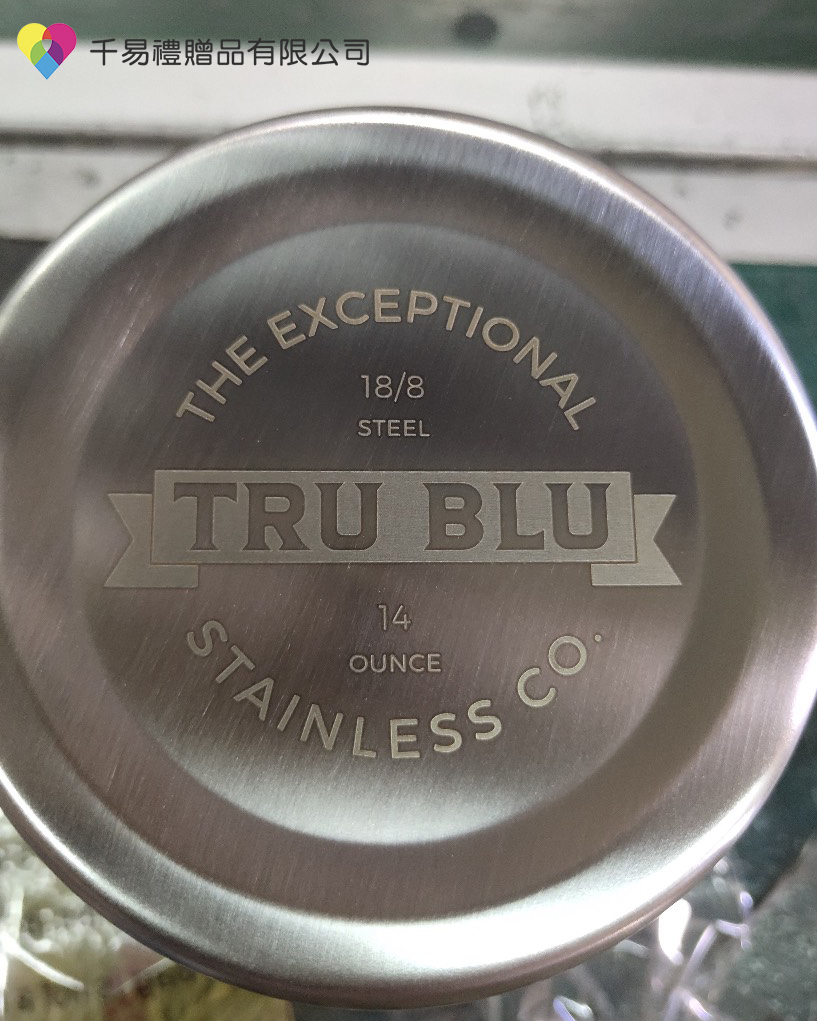 千易禮贈品有限公司
THE EXCEPTIONAL
18/8
STEEL
TRU BLU
14
OUNCE
STAINLESS CO.